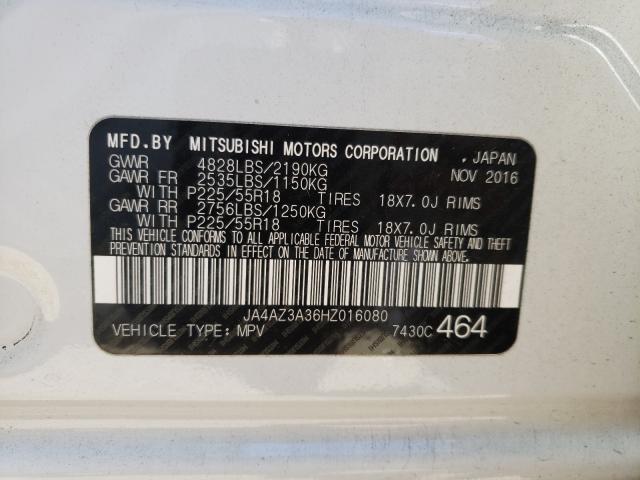 MFD.BY MITSUBISHI MOTORS CORPORATION , JAPAN
GVWR 4828LBS/2190KG NOV 2016
GAWR FR 2535LBS/1150KG
WITH P225/55R18 TIRES 18X7.0J RIMS
GAWR RR 2756LBS/1250KG
WITH P225/55R18 TIRES 18X7.0J RIMS
THIS VEHICLE CONFORMS TO ALL APPLICABLE FEDERAL MOTOR VEHICLE SAFETY AND THEFT
PREVENTION STANDARDS IN EFFECT ON THE DATE OF MANUFACTURE SHOWN ABOVE.
JA4AZ3A36HZ016080
VEHICLE TYPE: MPV 7430C 464